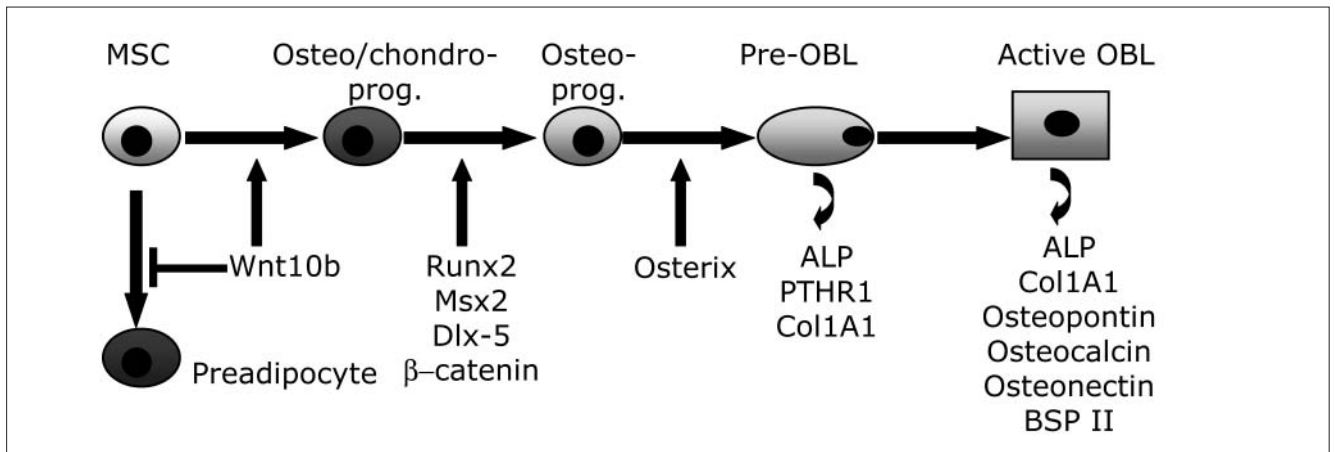 MSC
Osteo/chondro-
prog.
Osteo-
prog.
Pre-OBL
Active OBL
Wnt10b
Runx2
Msx2
Dlx-5
β–catenin
Osterix
ALP
PTHR1
Col1A1
ALP
Col1A1
Osteopontin
Osteocalcin
Osteonectin
BSP II
Preadipocyte